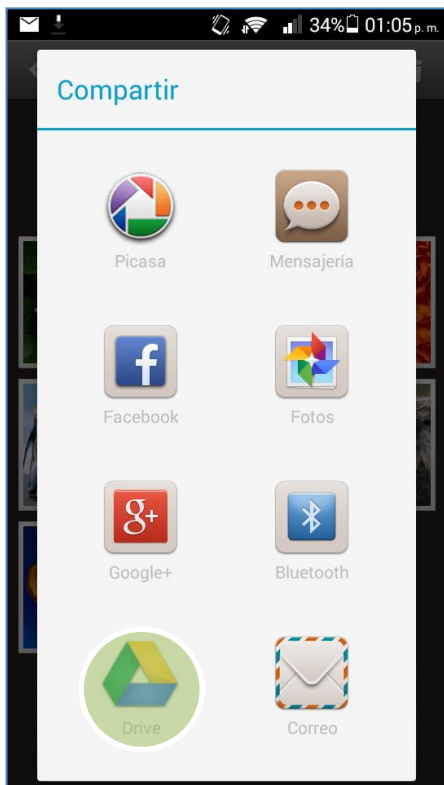 34% 01:05 p. m.
Compartir
Picasa Mensajería
Facebook Fotos
Google+ Bluetooth
Drive Correo